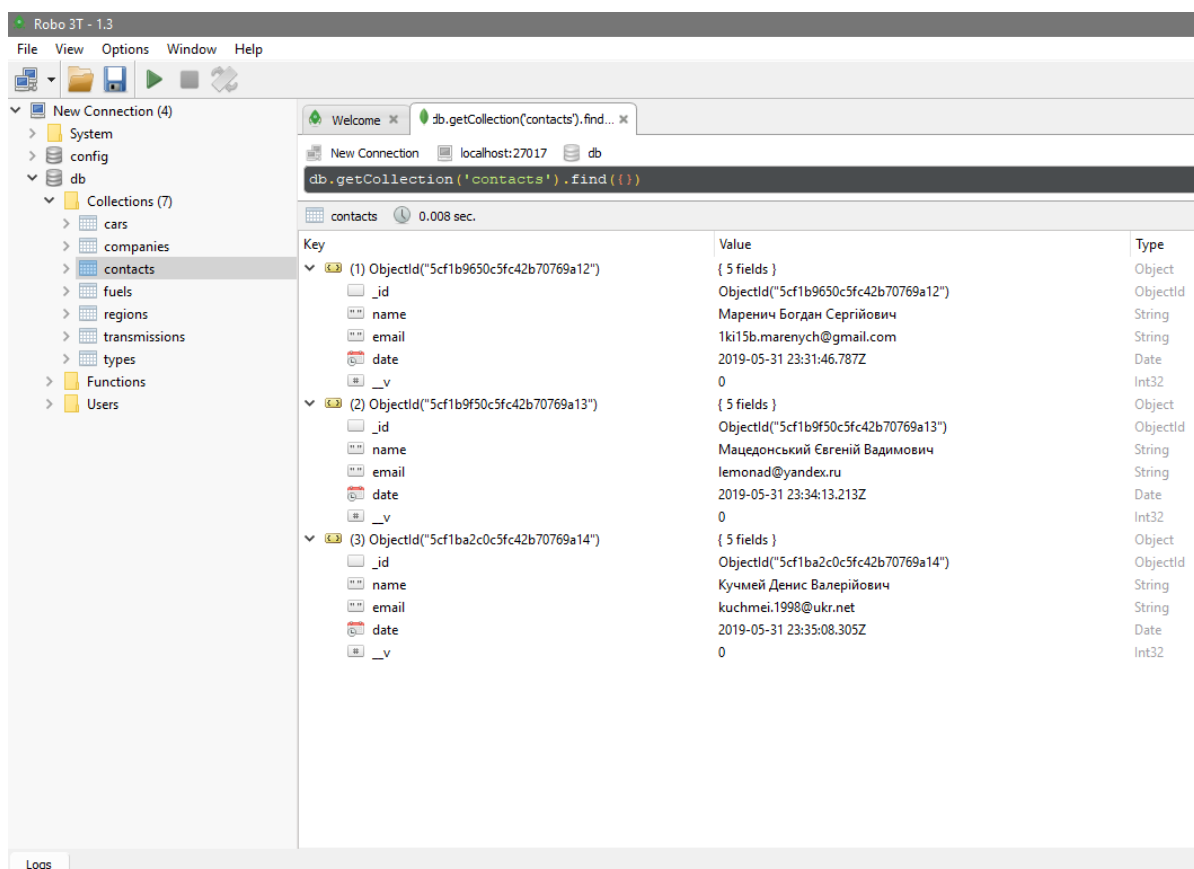 Robo 3T - 1.3
File View Options Window Help
New Connection (4)
System
config
db
Collections (7)
cars
companies
contacts
fuels
regions
transmissions
types
Functions
Users
Welcome db.getCollection('contacts').find...
New Connection localhost:27017 db
db.getCollection('contacts').find({})
contacts 0.008 sec.
Key Value Type
(1) ObjectId("5cf1b9650c5fc42b70769a12") { 5 fields } Object
_id ObjectId("5cf1b9650c5fc42b70769a12") ObjectId
name Маренич Богдан Сергійович String
email 1ki15b.marenych@gmail.com String
date 2019-05-31 23:31:46.787Z Date
__v 0 Int32
(2) ObjectId("5cf1b9f50c5fc42b70769a13") { 5 fields } Object
_id ObjectId("5cf1b9f50c5fc42b70769a13") ObjectId
name Мацедонський Євгеній Вадимович String
email lemonad@yandex.ru String
date 2019-05-31 23:34:13.213Z Date
__v 0 Int32
(3) ObjectId("5cf1ba2c0c5fc42b70769a14") { 5 fields } Object
_id ObjectId("5cf1ba2c0c5fc42b70769a14") ObjectId
name Кучмей Денис Валерійович String
email kuchmei.1998@ukr.net String
date 2019-05-31 23:35:08.305Z Date
__v 0 Int32
Logs